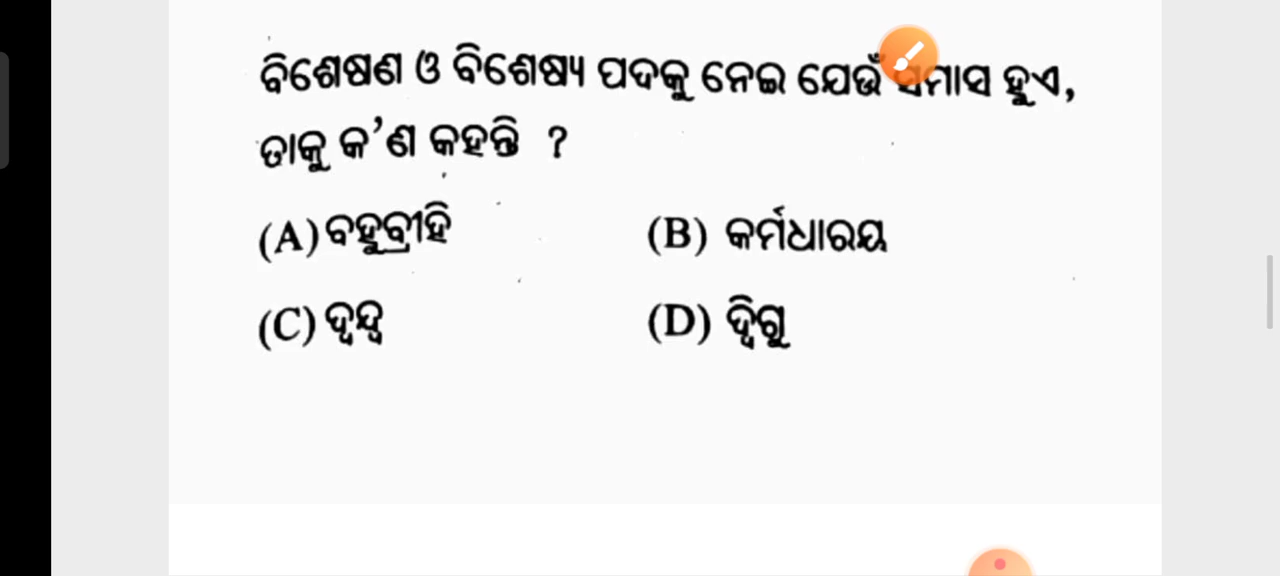 ବିଶେଷଣ ଓ ବିଶେଷ୍ୟ ପଦକୁ ନେଇ ଯେଉଁ ସମାସ ହୁଏ,
ତାକୁ କ'ଣ କହନ୍ତି ?
(A) ବହୁବ୍ରୀହି (B) କର୍ମଧାରୟ
(C) ଦ୍ୱନ୍ଦ୍ୱ (D) ଦ୍ୱିଗୁ